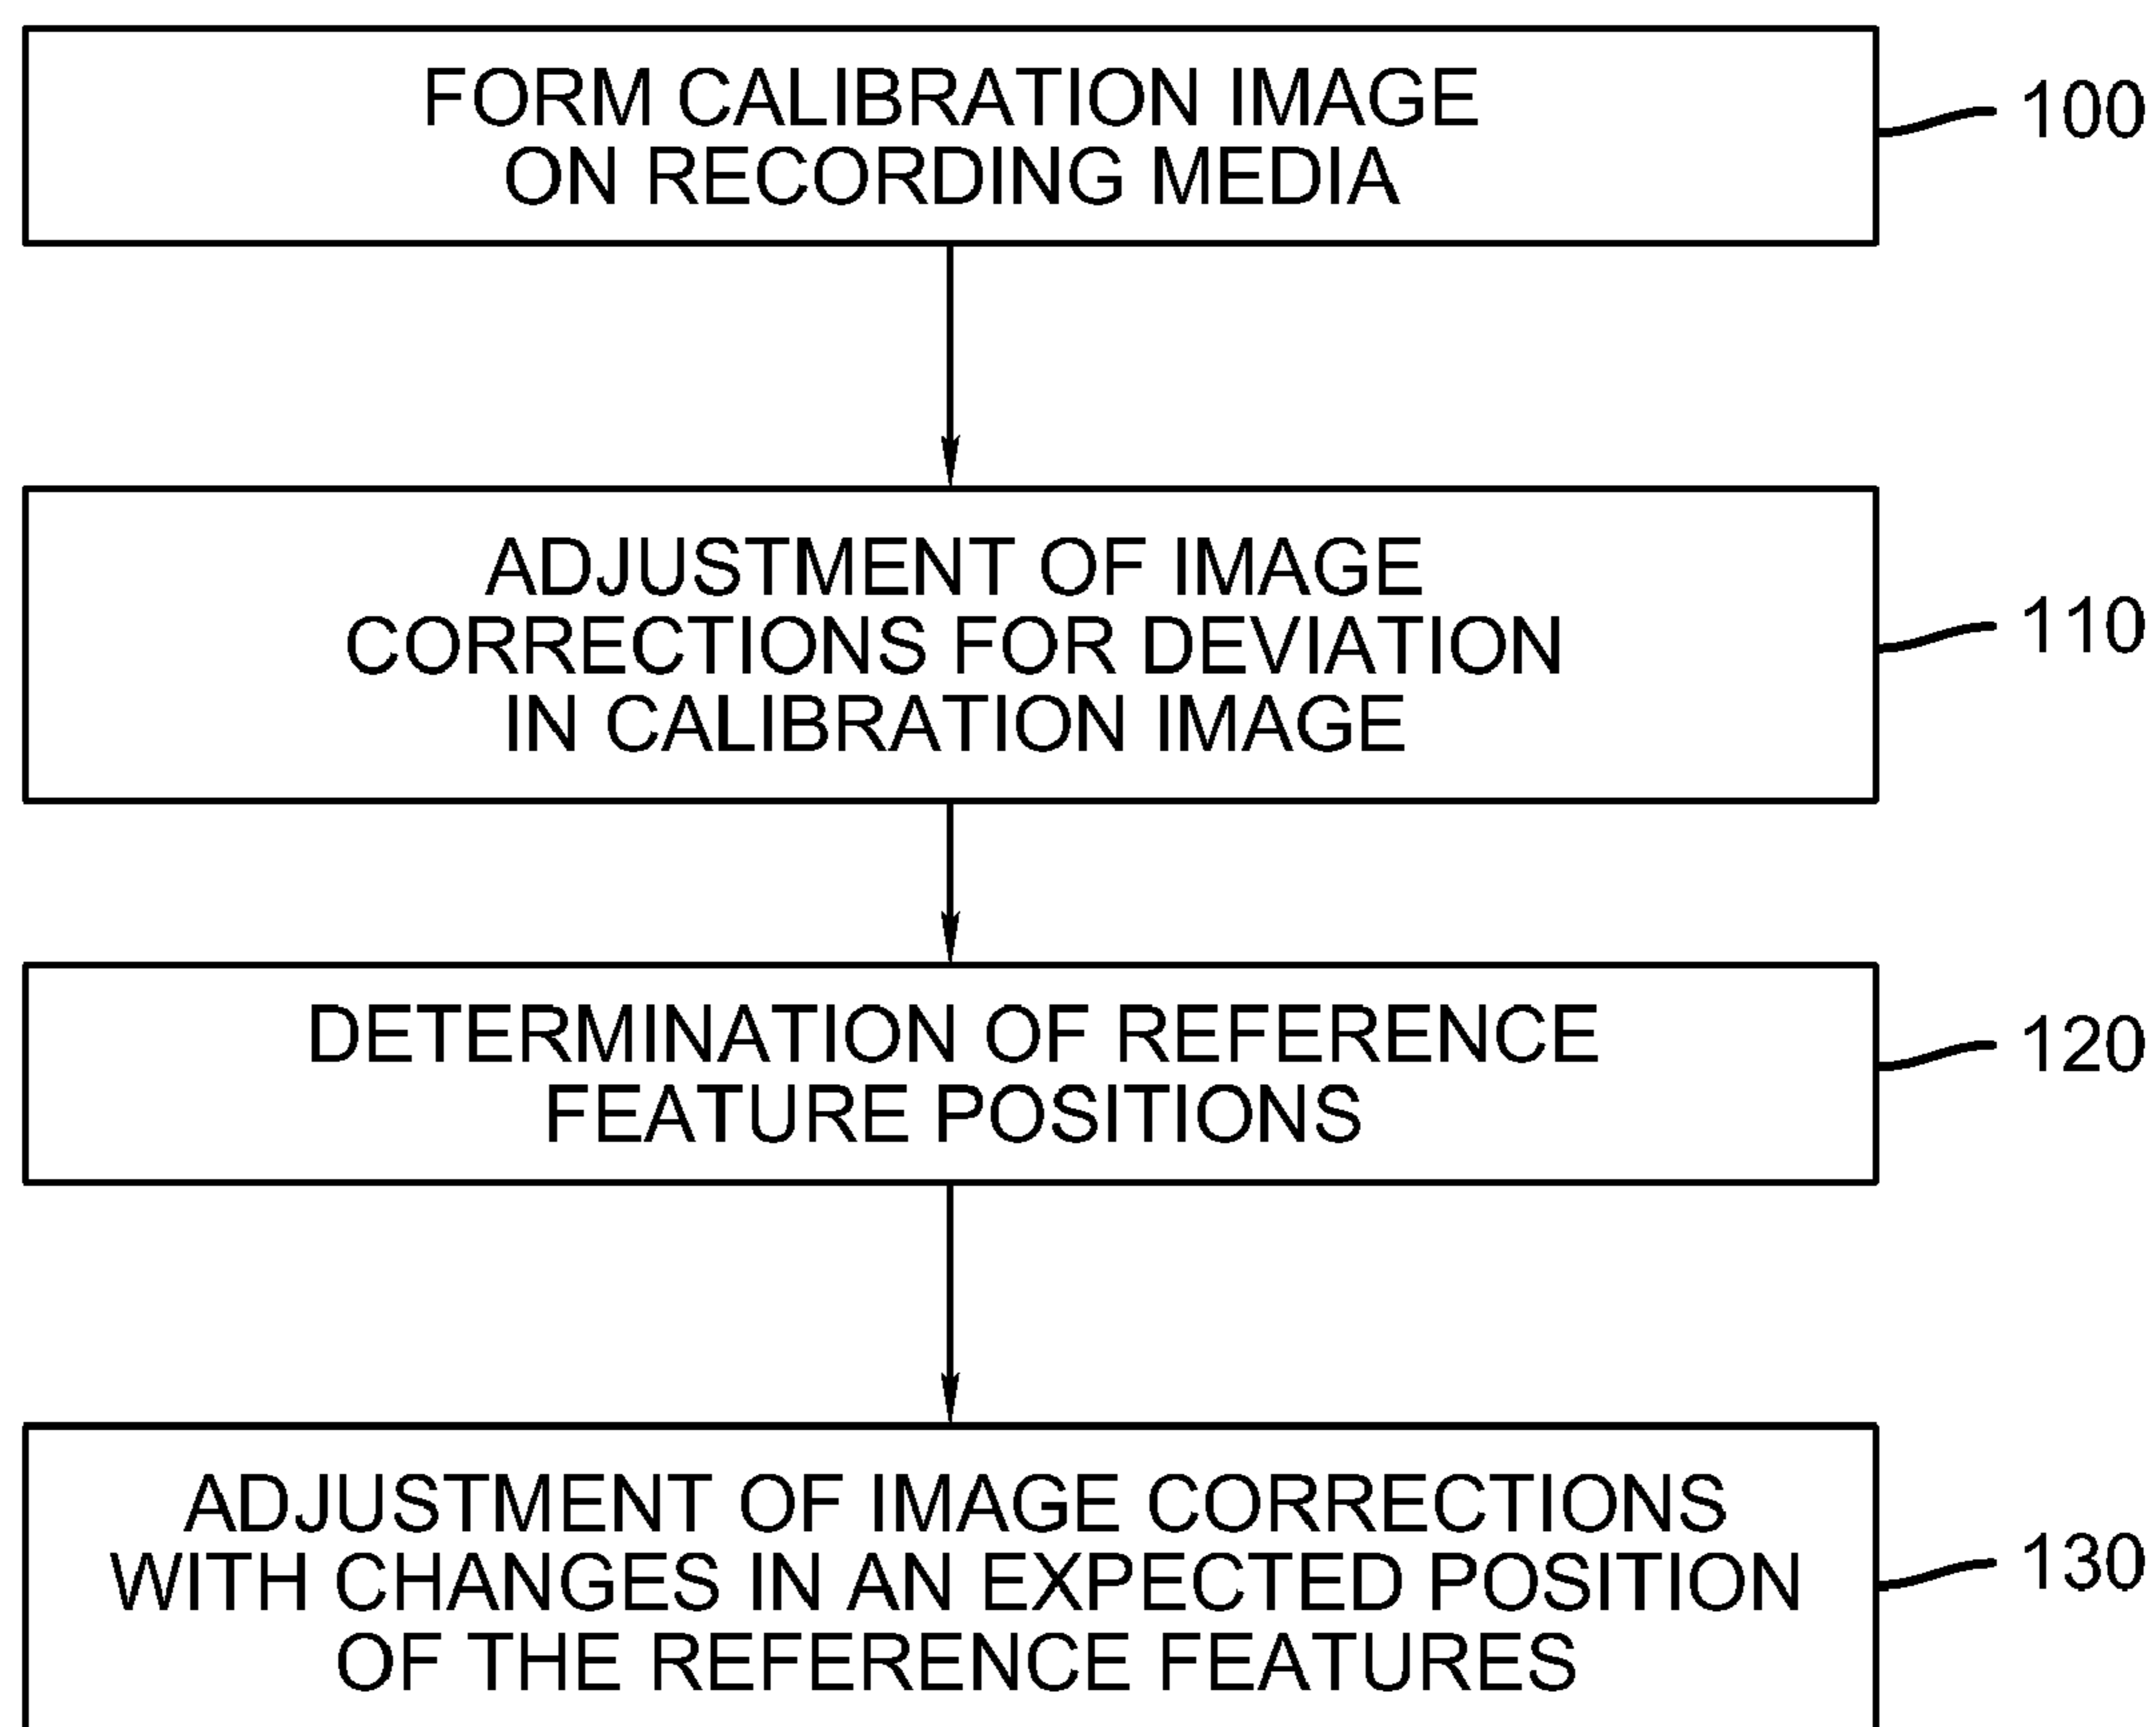 FORM CALIBRATION IMAGE
ON RECORDING MEDIA
100
ADJUSTMENT OF IMAGE
CORRECTIONS FOR DEVIATION
IN CALIBRATION IMAGE
110
DETERMINATION OF REFERENCE
FEATURE POSITIONS
120
ADJUSTMENT OF IMAGE CORRECTIONS
WITH CHANGES IN AN EXPECTED POSITION
OF THE REFERENCE FEATURES
130